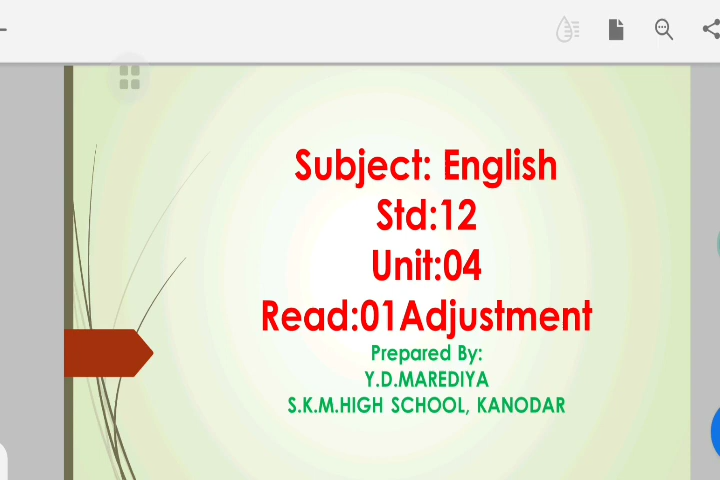 Subject: English
Std:12
Unit:04
Read:01Adjustment
Prepared By:
Y.D.MAREDIYA
S.K.M.HIGH SCHOOL, KANODAR